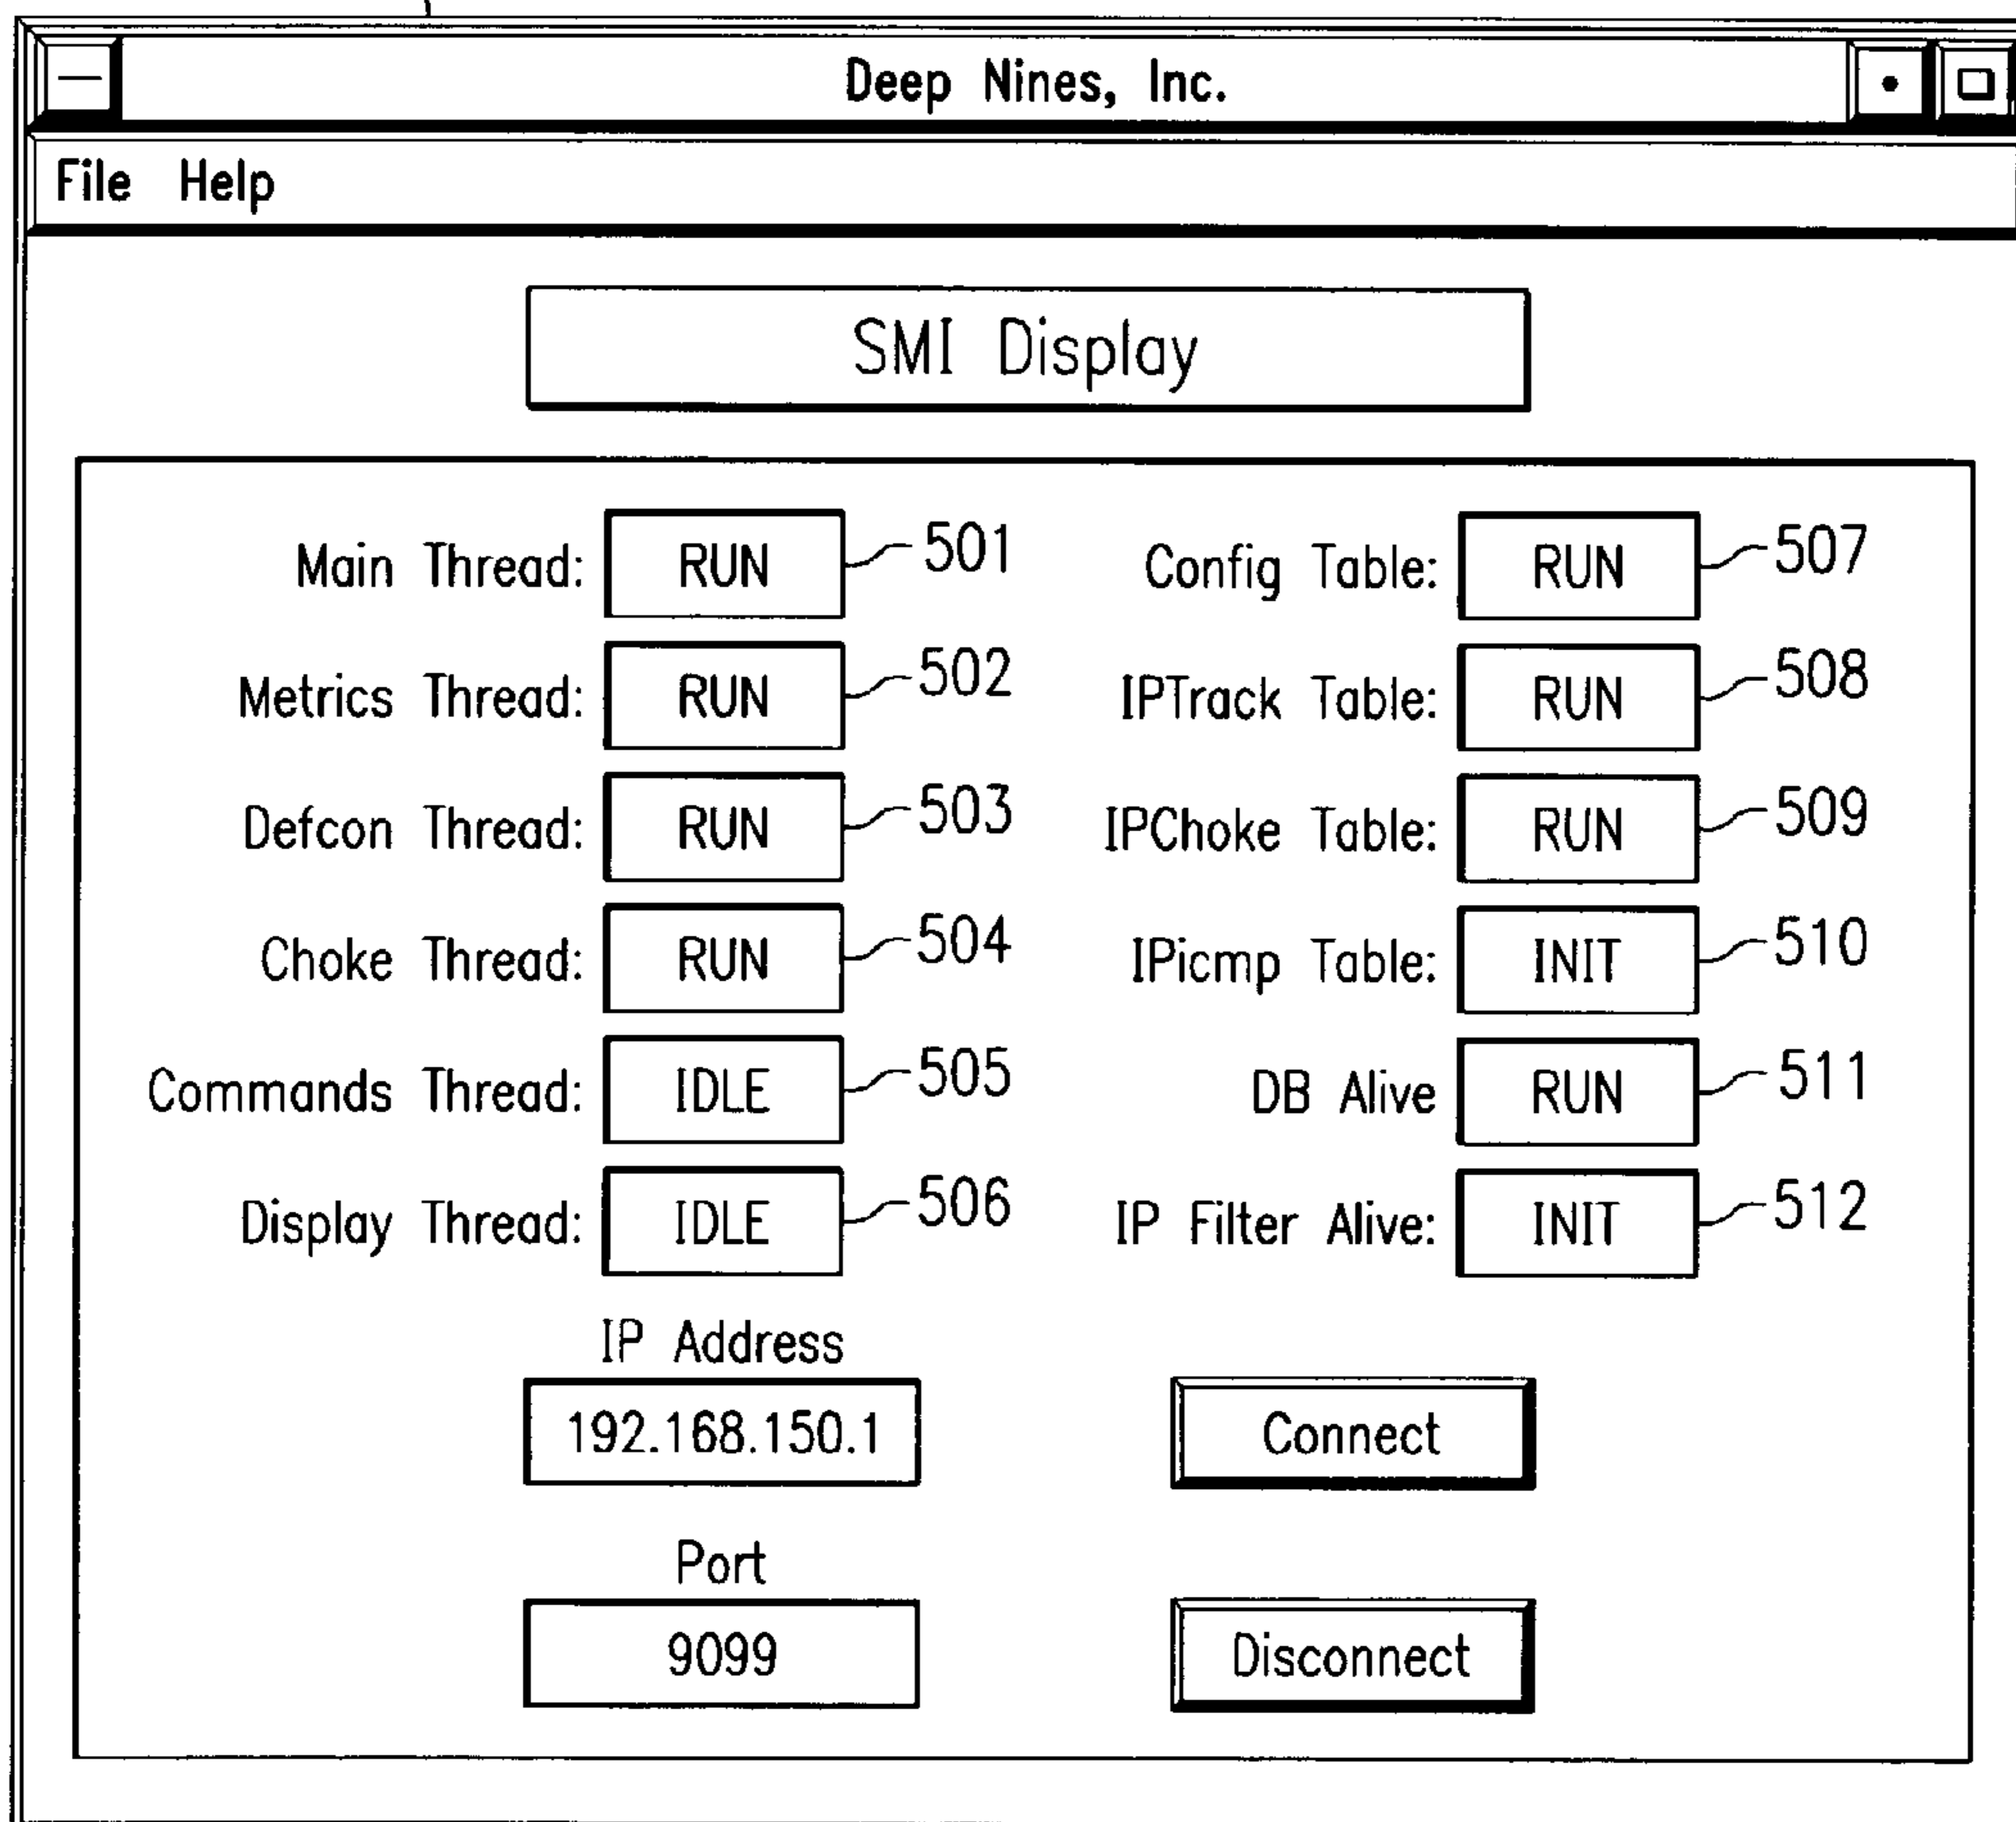 Deep Nines, Inc.
File Help
SMI Display
Main Thread: RUN 501 Config Table: RUN 507
Metrics Thread: RUN 502 IPTrack Table: RUN 508
Defcon Thread: RUN 503 IPChoke Table: RUN 509
Choke Thread: RUN 504 IPicmp Table: INIT 510
Commands Thread: IDLE 505 DB Alive RUN 511
Display Thread: IDLE 506 IP Filter Alive: INIT 512
IP Address
192.168.150.1 Connect
Port
9099 Disconnect